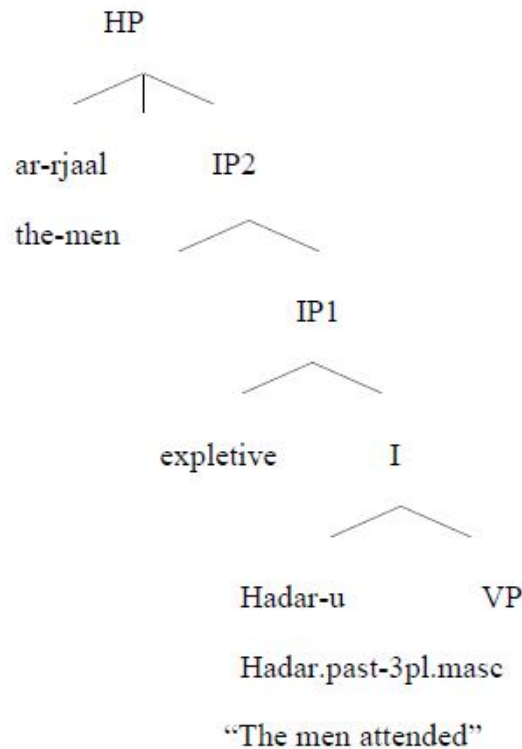 HP
ar-rjaal IP2
the-men
IP1
expletive I
Hadar-u VP
Hadar.past-3pl.masc
“The men attended”